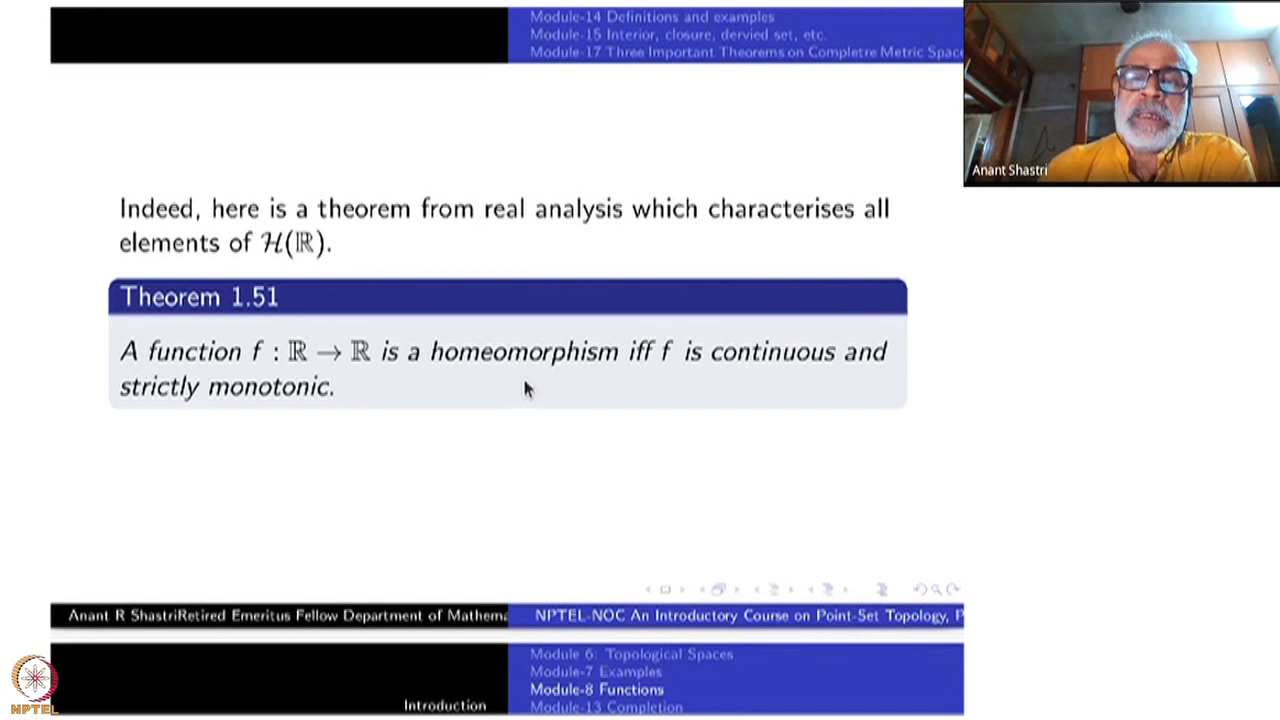 Module-14 Definitions and examples
Module-15 Interior, closure, dervied set, etc.
Module-17 Three Important Theorems on Completre Metric Space
Anant Shastri
Indeed, here is a theorem from real analysis which characterises all
elements of ℋ(ℝ).
Theorem 1.51
A function f : ℝ → ℝ is a homeomorphism iff f is continuous and
strictly monotonic.
Anant R ShastriRetired Emeritus Fellow Department of Mathema
NPTEL-NOC An Introductory Course on Point-Set Topology, P
Module 6: Topological Spaces
Module-7 Examples
Module-8 Functions
Module-13 Completion
Introduction
NPTEL